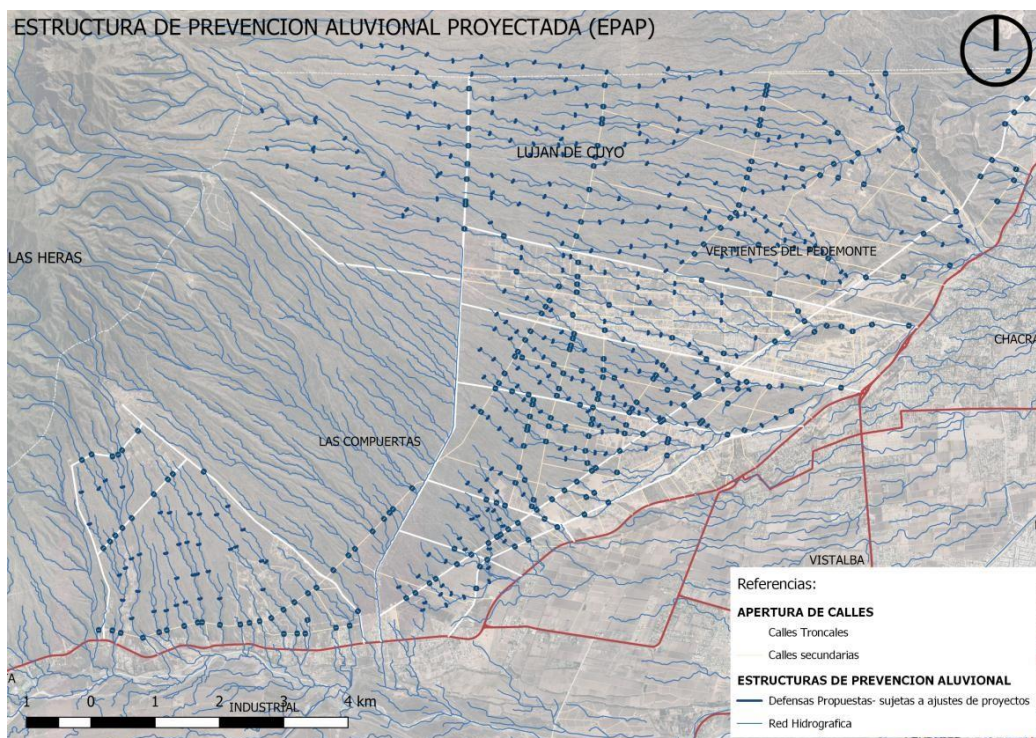 ESTRUCTURA DE PREVENCION ALUVIONAL PROYECTADA (EPAP)
LUJAN DE CUYO
VERTIENTES DEL PEDEMONTE
LAS HERAS
CHACRA
LAS COMPUERTAS
VISTALBA
Referencias:
APERTURA DE CALLES
Calles Troncales
Calles secundarias
ESTRUCTURAS DE PREVENCION ALUVIONAL
Defensas Propuestas- sujetas a ajustes de proyectos
Red Hidrografica
A
1 0 1 2 3 4 km
INDUSTRIAL